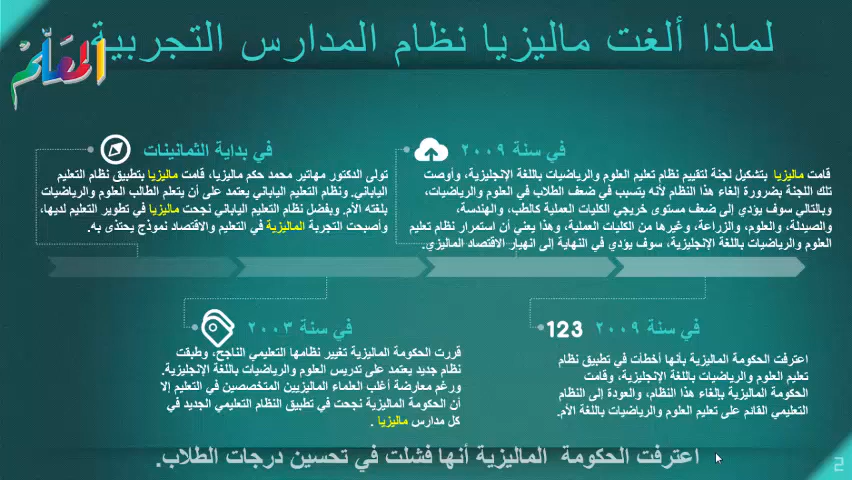 لماذا ألغت ماليزيا نظام المدارس التجريبية
المعلم
في بداية الثمانينات
تولى الدكتور مهاتير محمد حكم ماليزيا، قامت ماليزيا بتطبيق نظام التعليم
الياباني. ونظام التعليم الياباني يعتمد على أن يتعلم الطالب العلوم والرياضيات
بلغته الأم. وبفضل نظام التعليم الياباني نجحت ماليزيا في تطوير التعليم لديها،
وأصبحت التجربة الماليزية في التعليم والاقتصاد نموذج يحتذى به.
في سنة ٢٠٠٣
قررت الحكومة الماليزية تغيير نظامها التعليمي الناجح، وطبقت
نظام جديد يعتمد على تدريس العلوم والرياضيات باللغة الإنجليزية.
ورغم معارضة أغلب العلماء الماليزيين المتخصصين في التعليم إلا
أن الحكومة الماليزية نجحت في تطبيق النظام التعليمي الجديد في
كل مدارس ماليزيا .
في سنة ٢٠٠٩
قامت ماليزيا بتشكيل لجنة لتقييم نظام تعليم العلوم والرياضيات باللغة الإنجليزية، وأوصت
تلك اللجنة بضرورة إلغاء هذا النظام لأنه يتسبب في ضعف الطلاب في العلوم والرياضيات،
وبالتالي سوف يؤدي إلى ضعف مستوى خريجي الكليات العملية كالطب، والهندسة،
والصيدلة، والعلوم، والزراعة، وغيرها من الكليات العملية، وهذا يعني أن استمرار نظام تعليم
العلوم والرياضيات باللغة الإنجليزية، سوف يؤدي في النهاية إلى انهيار الاقتصاد الماليزي.
في سنة ٢٠٠٩
123
اعترفت الحكومة الماليزية بأنها أخطأت في تطبيق نظام
تعليم العلوم والرياضيات باللغة الإنجليزية، وقامت
الحكومة الماليزية بالغاء هذا النظام، والعودة إلى النظام
التعليمي القائم على تعليم العلوم والرياضيات باللغة الأم.
اعترفت الحكومة الماليزية أنها فشلت في تحسين درجات الطلاب.
2